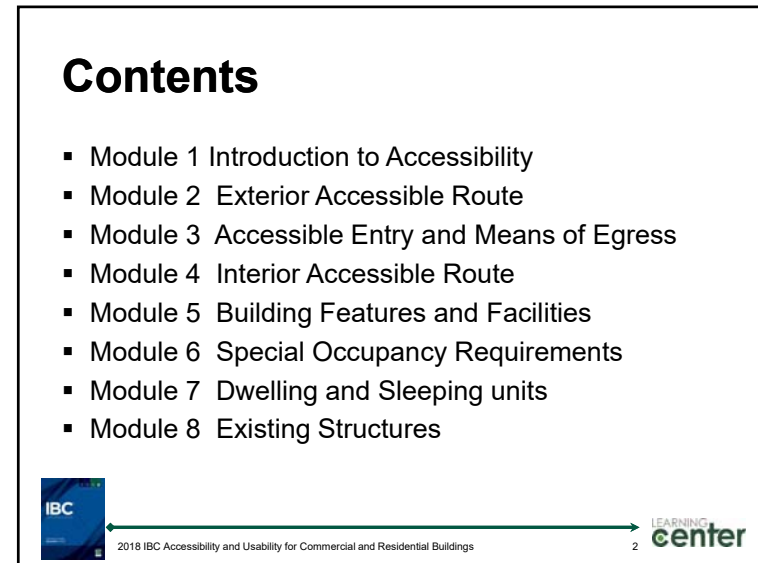 Contents
▪ Module 1 Introduction to Accessibility
▪ Module 2  Exterior Accessible Route
▪ Module 3  Accessible Entry and Means of Egress
▪ Module 4  Interior Accessible Route
▪ Module 5  Building Features and Facilities
▪ Module 6  Special Occupancy Requirements
▪ Module 7  Dwelling and Sleeping units
▪ Module 8  Existing Structures
IBC
2018 IBC Accessibility and Usability for Commercial and Residential Buildings
2
LEARNING
center